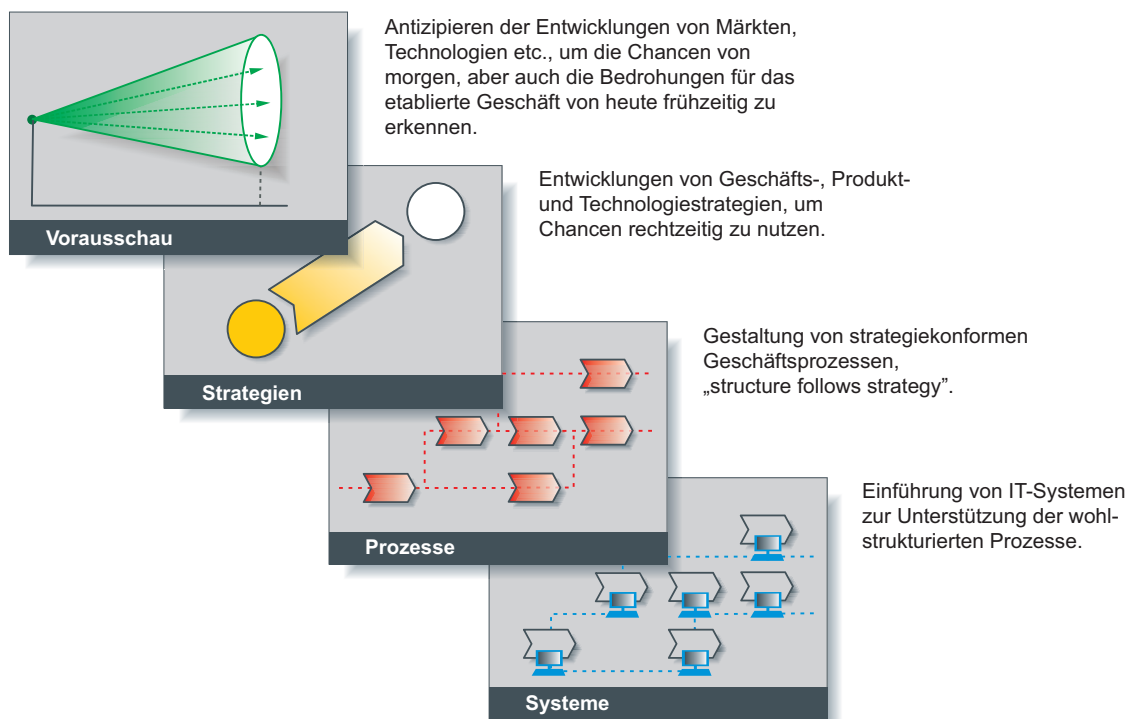 Antizipieren der Entwicklungen von Märkten,
Technologien etc., um die Chancen von
morgen, aber auch die Bedrohungen für das
etablierte Geschäft von heute frühzeitig zu
erkennen.
Vorausschau
Entwicklungen von Geschäfts-, Produkt-
und Technologiestrategien, um
Chancen rechtzeitig zu nutzen.
Strategien
Gestaltung von strategiekonformen
Geschäftsprozessen,
„structure follows strategy”.
Prozesse
Einführung von IT-Systemen
zur Unterstützung der wohl-
strukturierten Prozesse.
Systeme